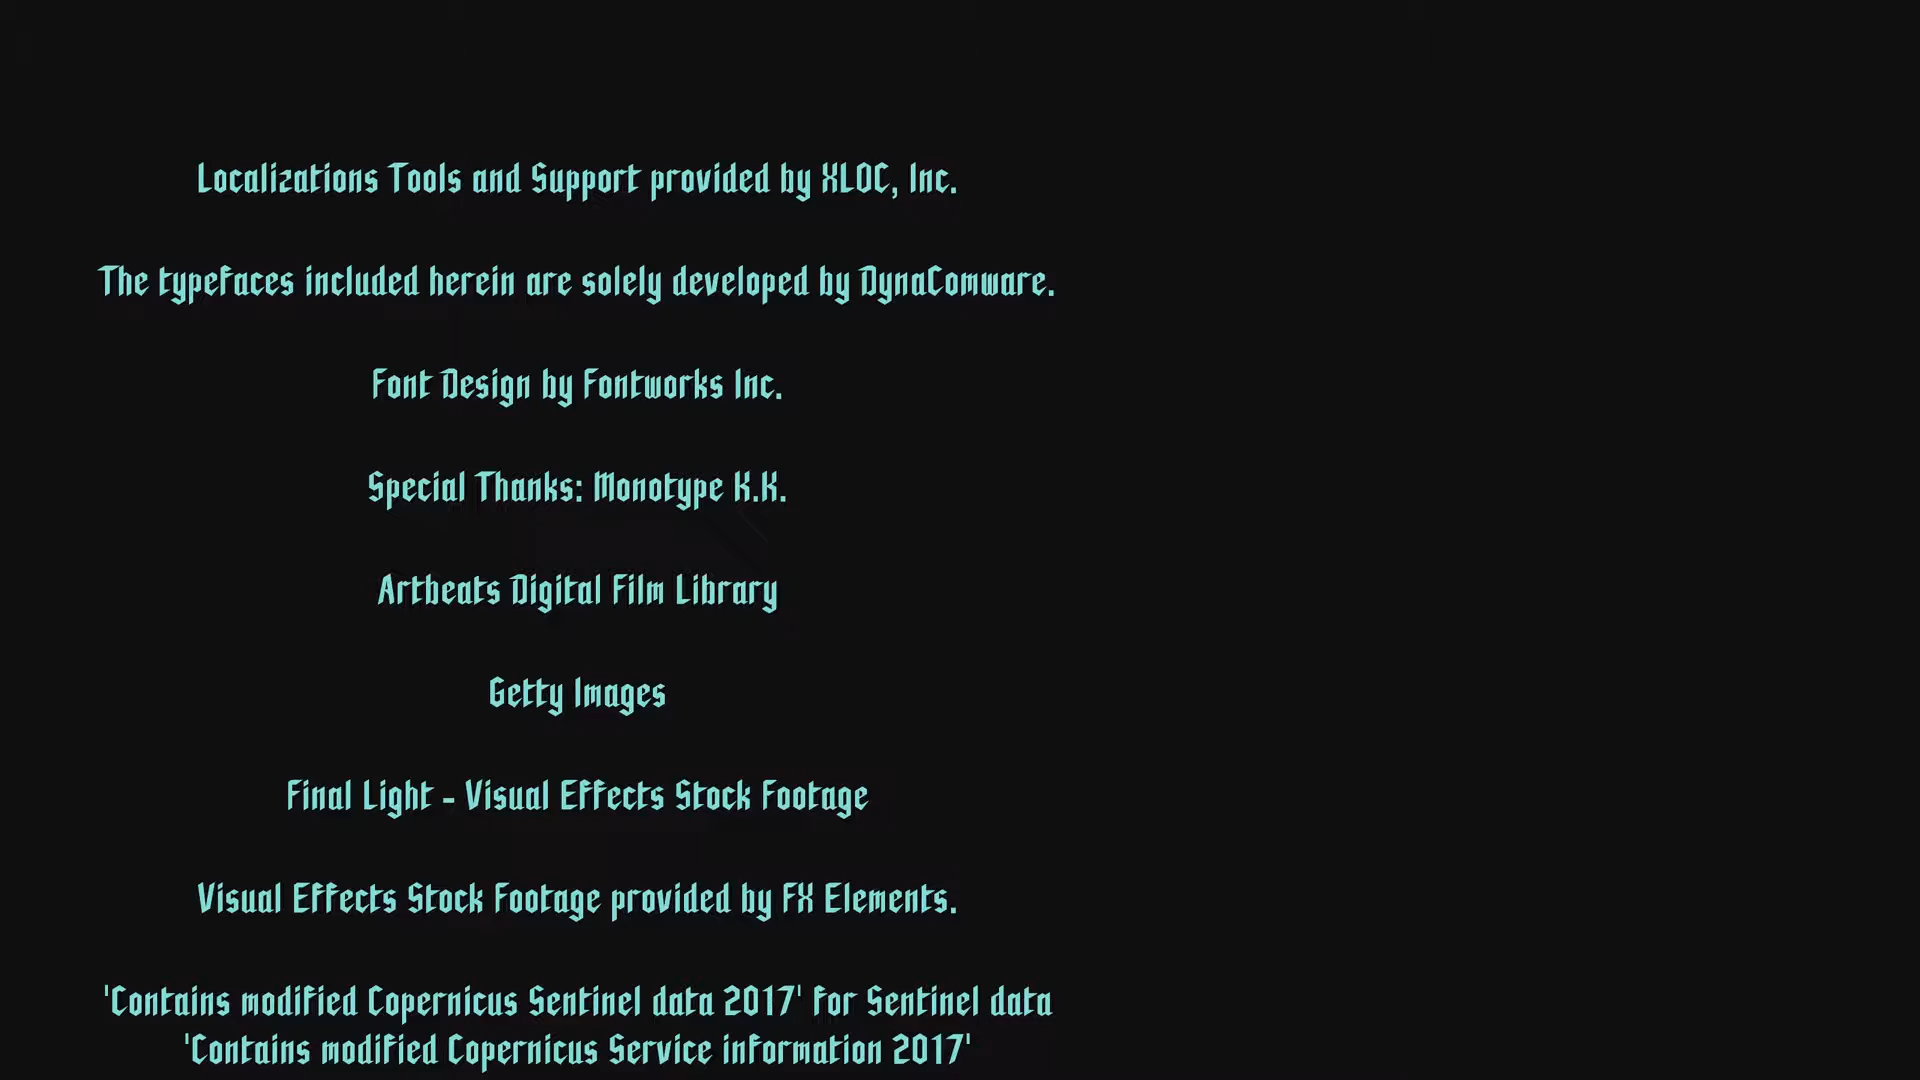 Localizations Tools and Support provided by XLOC, Inc.
The typefaces included herein are solely developed by DynaComware.
Font Design by Fontworks Inc.
Special Thanks: Monotype K.K.
Artbeats Digital Film Library
Getty Images
Final Light - Visual Effects Stock Footage
Visual Effects Stock Footage provided by FX Elements.
'Contains modified Copernicus Sentinel data 2017' for Sentinel data
'Contains modified Copernicus Service information 2017'